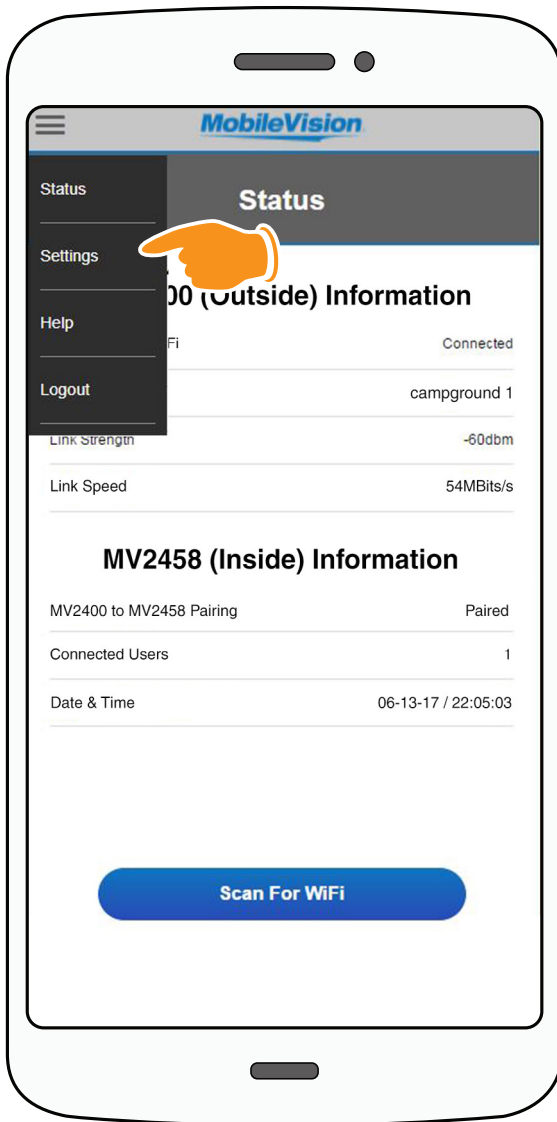 MobileVision
Status
Status
Settings
00 (Outside) Information
Help
Fi Connected
Logout
campground 1
Link Strength -60dbm
Link Speed 54MBits/s
MV2458 (Inside) Information
MV2400 to MV2458 Pairing Paired
Connected Users 1
Date & Time 06-13-17 / 22:05:03
Scan For WiFi